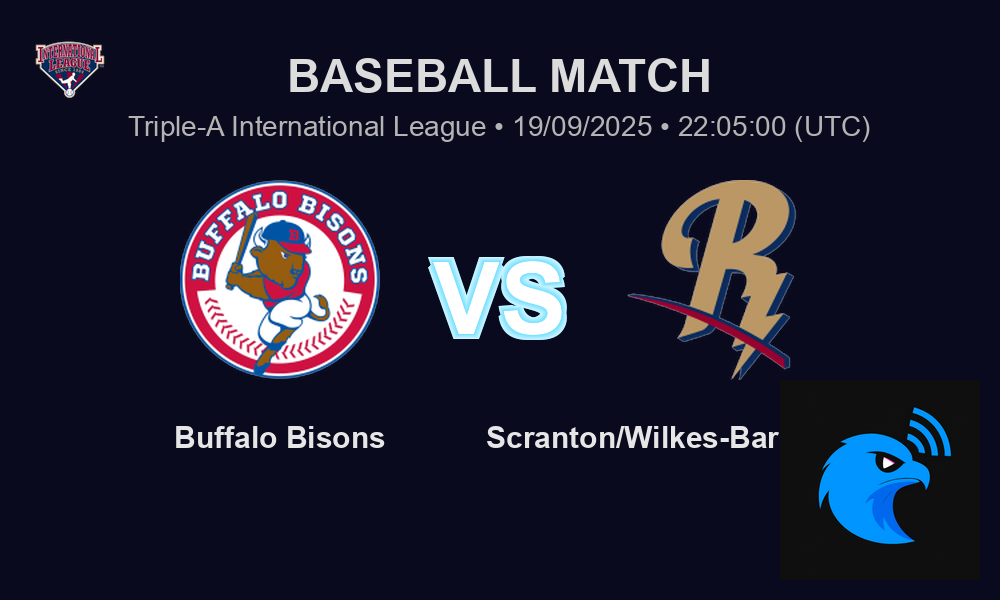 INTERNATIONAL
LEAGUE
BASEBALL MATCH
Triple-A International League • 19/09/2025 • 22:05:00 (UTC)
BUFFALO BISONS
B
R
VS
Buffalo Bisons
Scranton/Wilkes-Bar